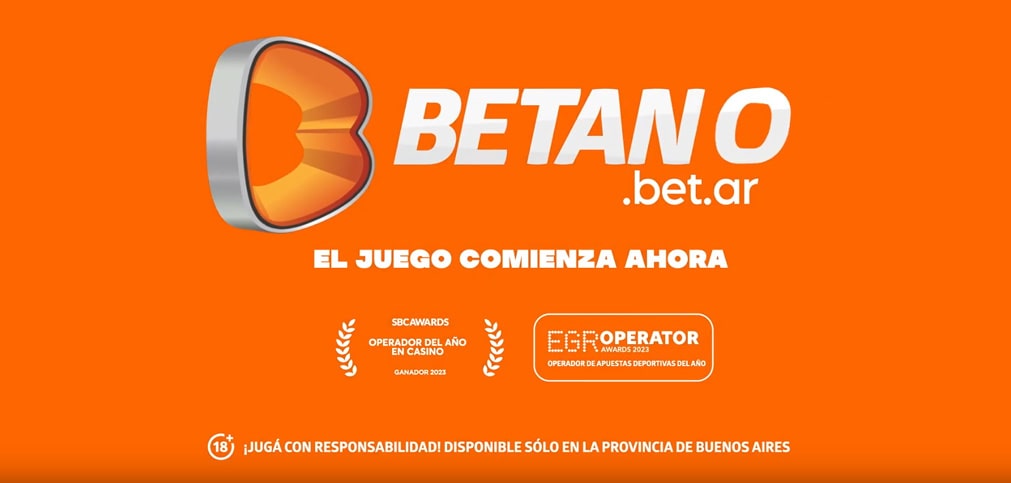 BETANO
.bet.ar
EL JUEGO COMIENZA AHORA
SBCAWARDS
OPERADOR DEL AÑO
EN CASINO
GANADOR 2023
EGR OPERATOR
AWARDS 2023
OPERADOR DE APUESTAS DEPORTIVAS DEL AÑO
18+ ¡JUGÁ CON RESPONSABILIDAD! DISPONIBLE SÓLO EN LA PROVINCIA DE BUENOS AIRES